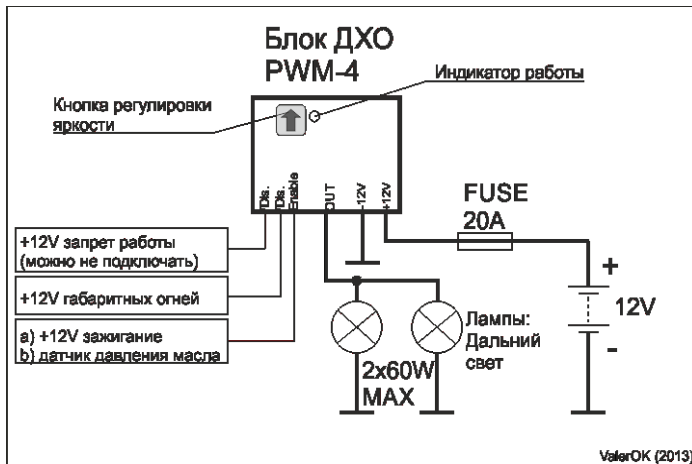 Блок ДХО
PWM-4
Индикатор работы
Кнопка регулировки
яркости
/Dis.
/Dis.
Enable
OUT
-12V
+12V
FUSE
20A
+12V запрет работы
(можно не подключать)
+12V габаритных огней
a) +12V зажигание
b) датчик давления масла
Лампы:
Дальний
свет
2x60W
MAX
+
12V
-
ValerOK (2013)